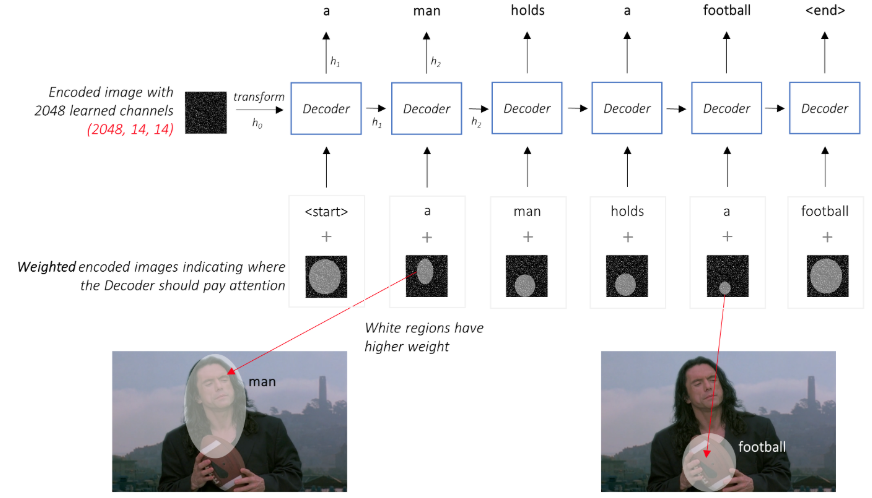 a man holds a football <end>
h1 h2
Encoded image with
2048 learned channels
(2048, 14, 14)
transform
h0
Decoder Decoder Decoder Decoder Decoder Decoder
h1 h2
<start> a man holds a football
+ + + + + +
Weighted encoded images indicating where
the Decoder should pay attention
White regions have
higher weight
man
football